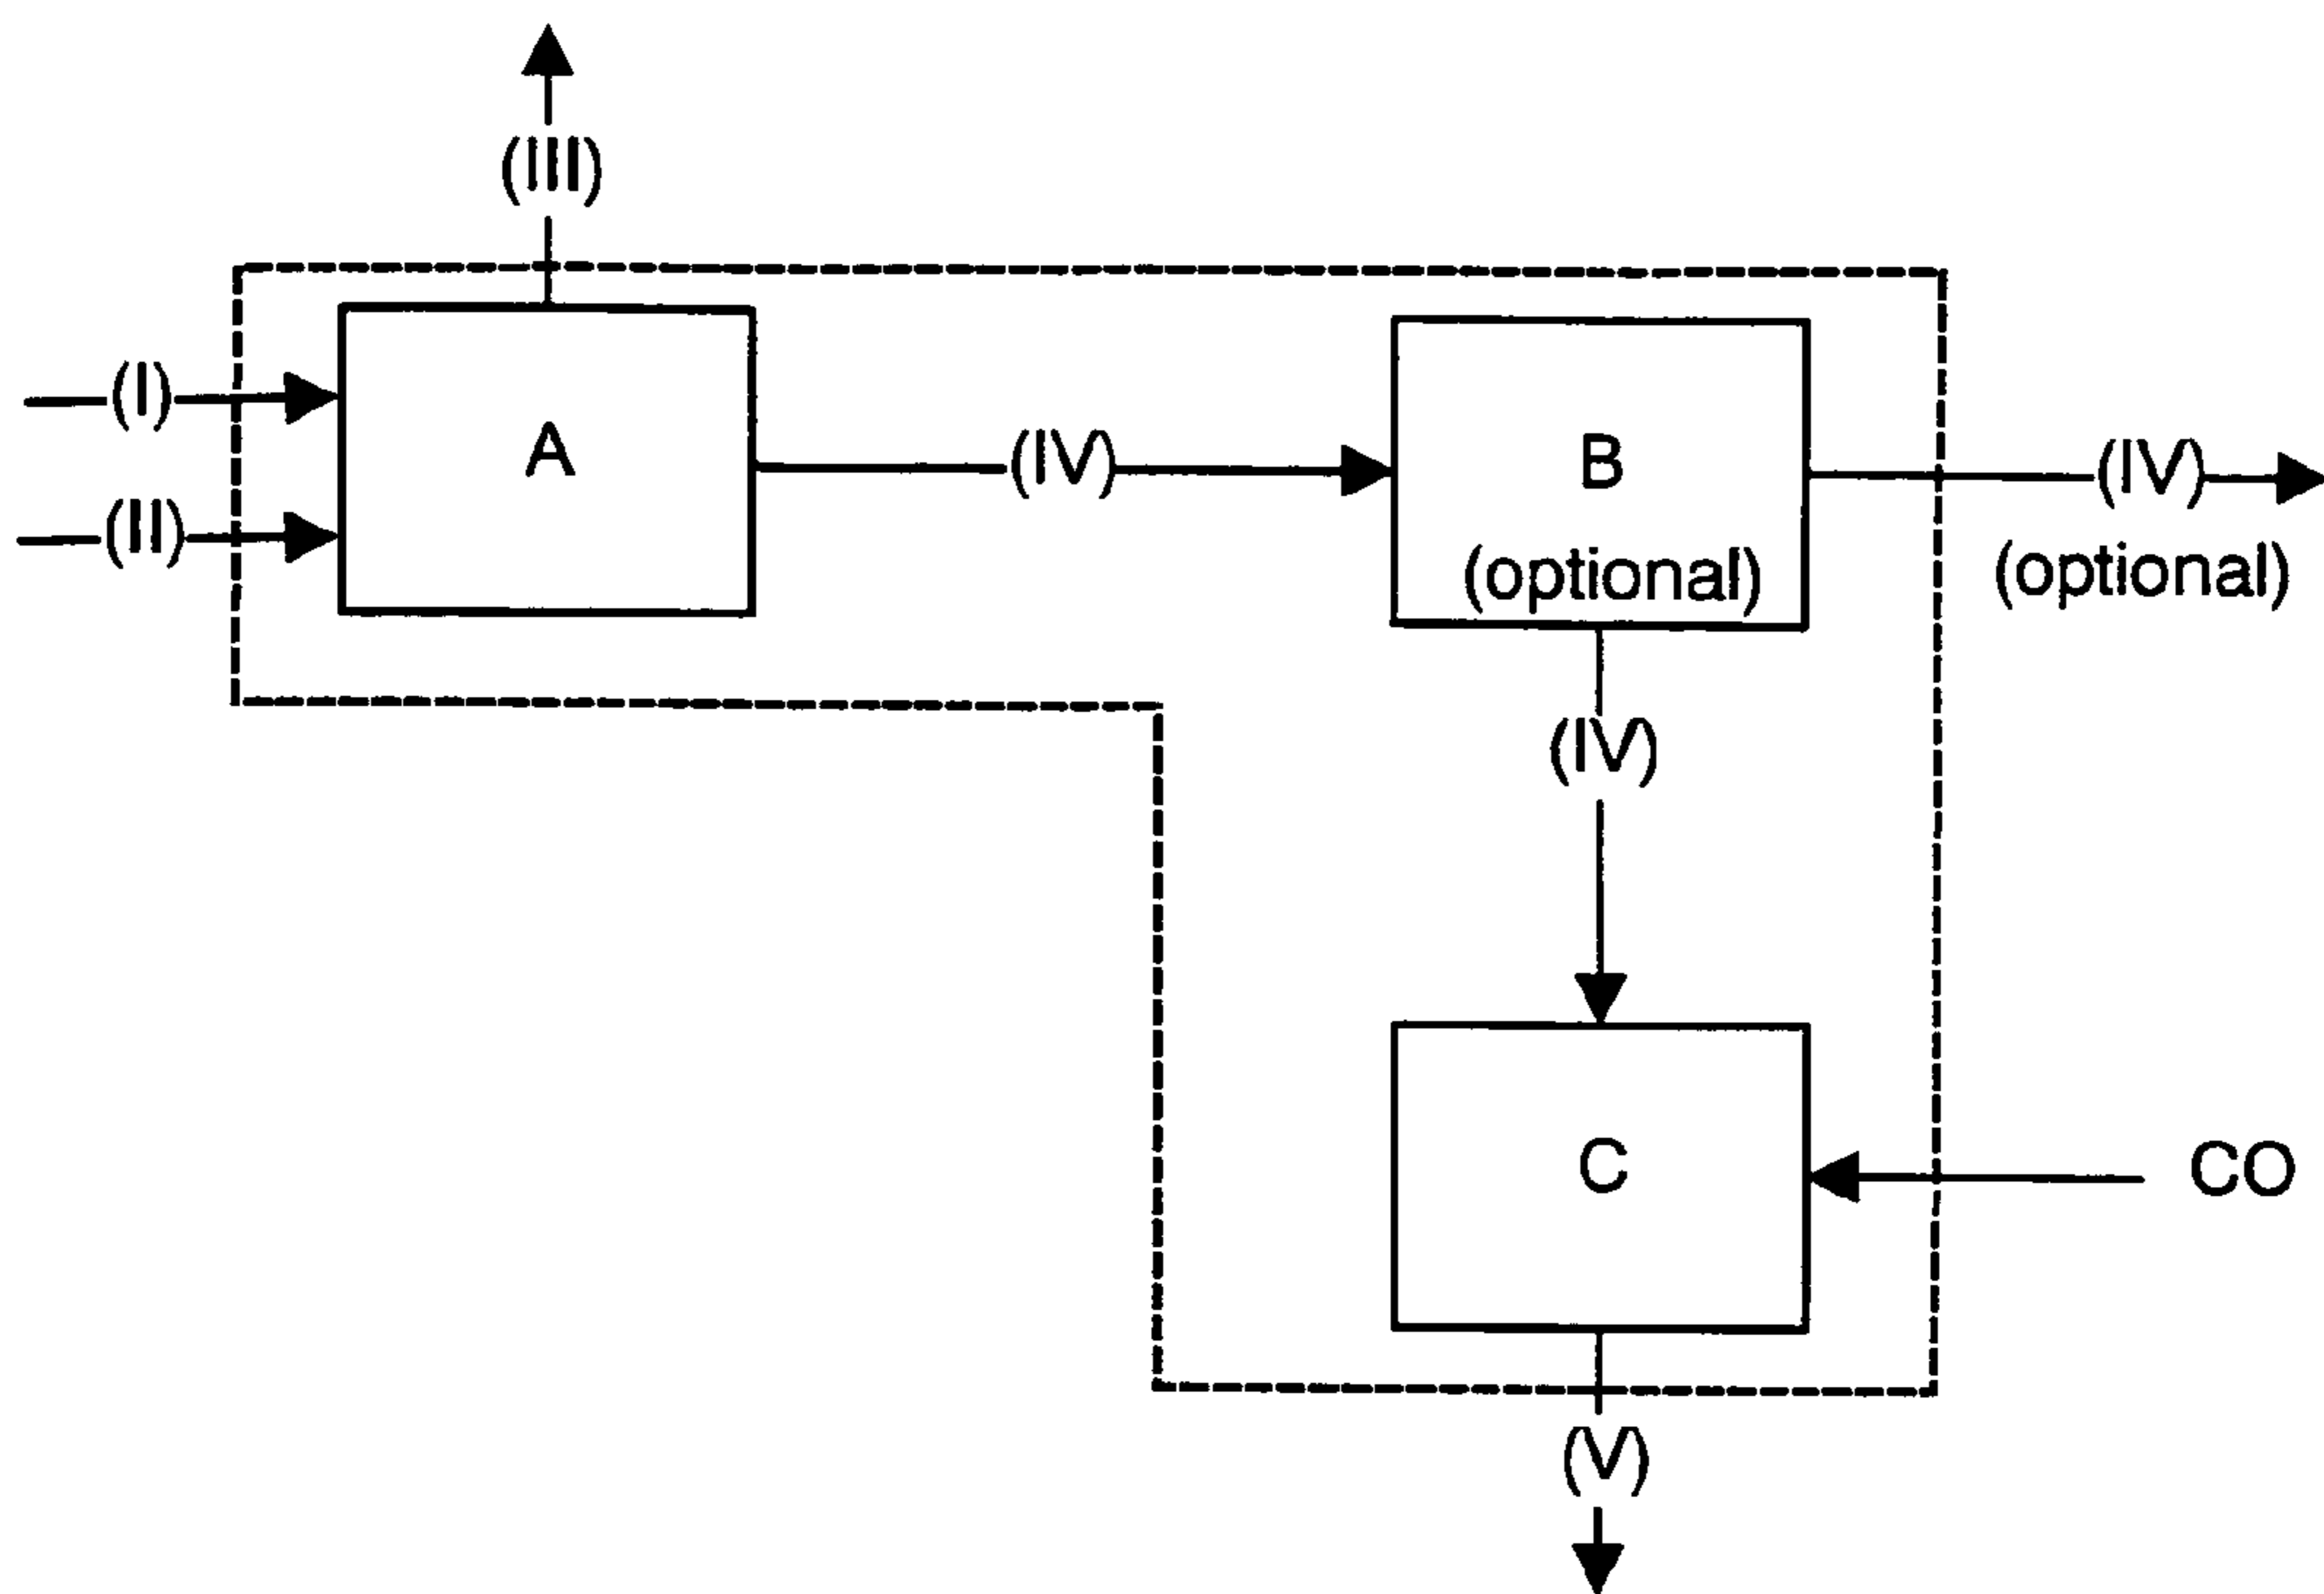 (III)
(I)
A
B
(IV)
(IV)
(II)
(optional)
(optional)
(IV)
C
CO
(V)